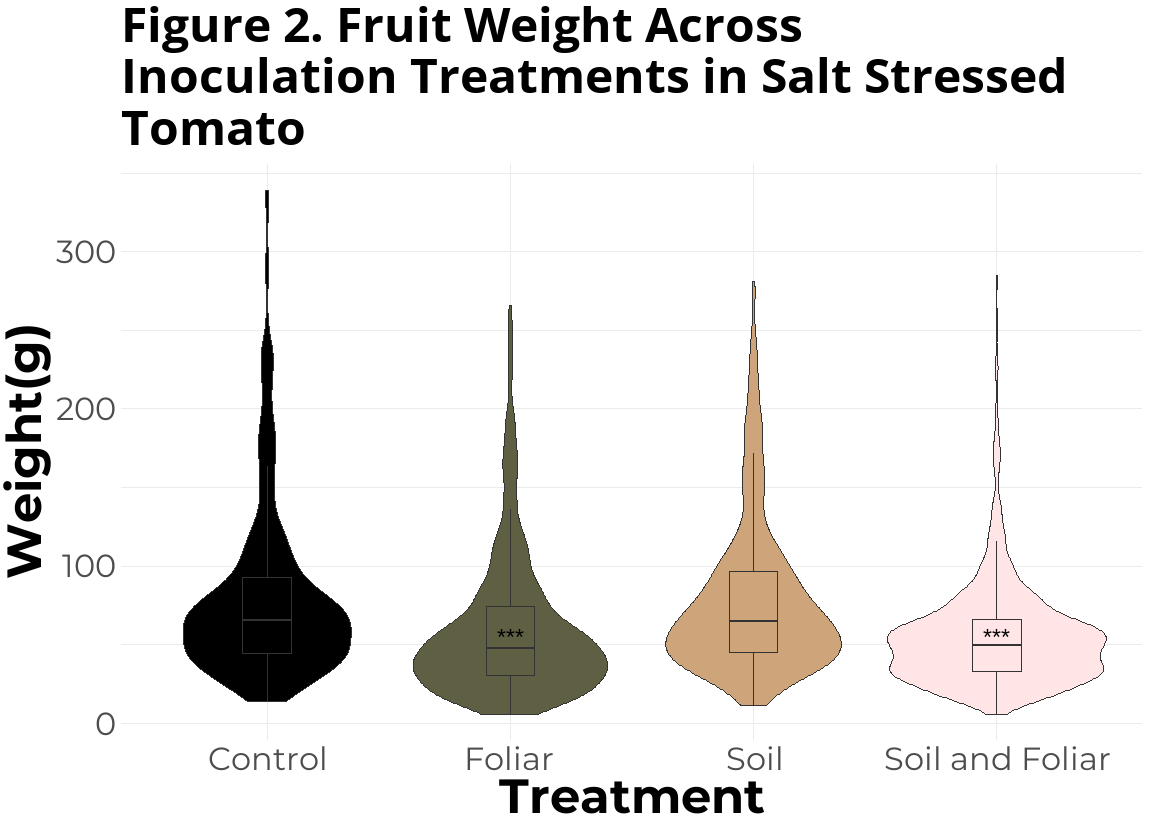 Figure 2. Fruit Weight Across
Inoculation Treatments in Salt Stressed
Tomato
Weight(g)
300
200
100
0
***
***
Control
Foliar
Soil
Soil and Foliar
Treatment